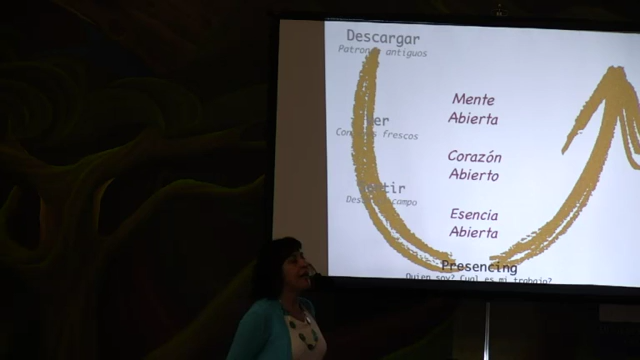 Descargar
antiguos
Mente
Abierta
frescos
Corazón
Abierto
campo
Esencia
Abierta
Presencing
Quien soy? Cual es mi trabajo?